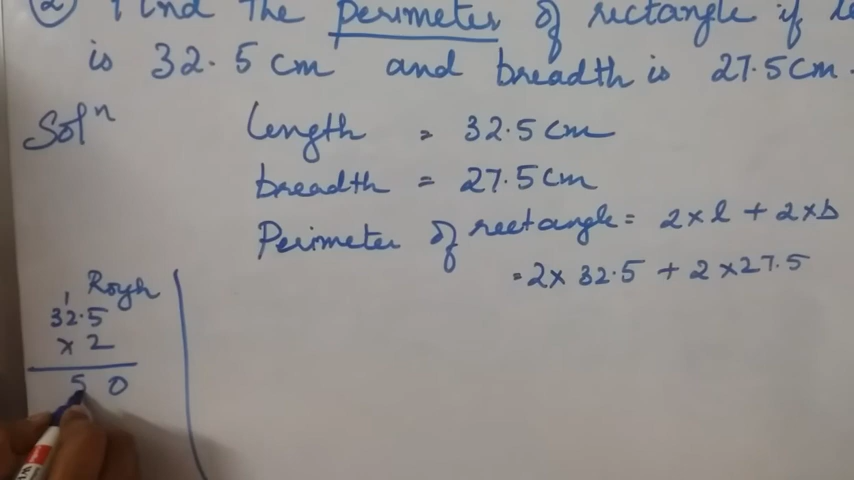 ② Find the perimeter of rectangle if
is 32.5 cm and breadth is 27.5 cm.
Solⁿ length = 32.5 cm
breadth = 27.5 cm
Perimeter of rectangle = 2×l + 2×b
= 2× 32.5 + 2×27.5
Rough
1
32.5
× 2
5 0